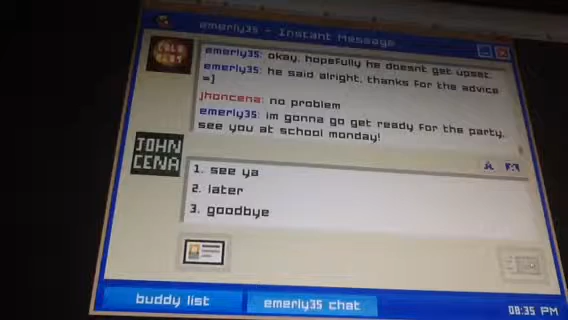 emerly35 - Instant Message
COLD
PLAY
emerly35: okay, hopefully he doesnt get upset.
emerly35: he said alright, thanks for the advice
=]
jhoncena: no problem
emerly35: im gonna go get ready for the party.
see you at school monday!
JOHN
CENA
1. see ya
2. later
3. goodbye
buddy list
emerly35 chat
08:35 PM